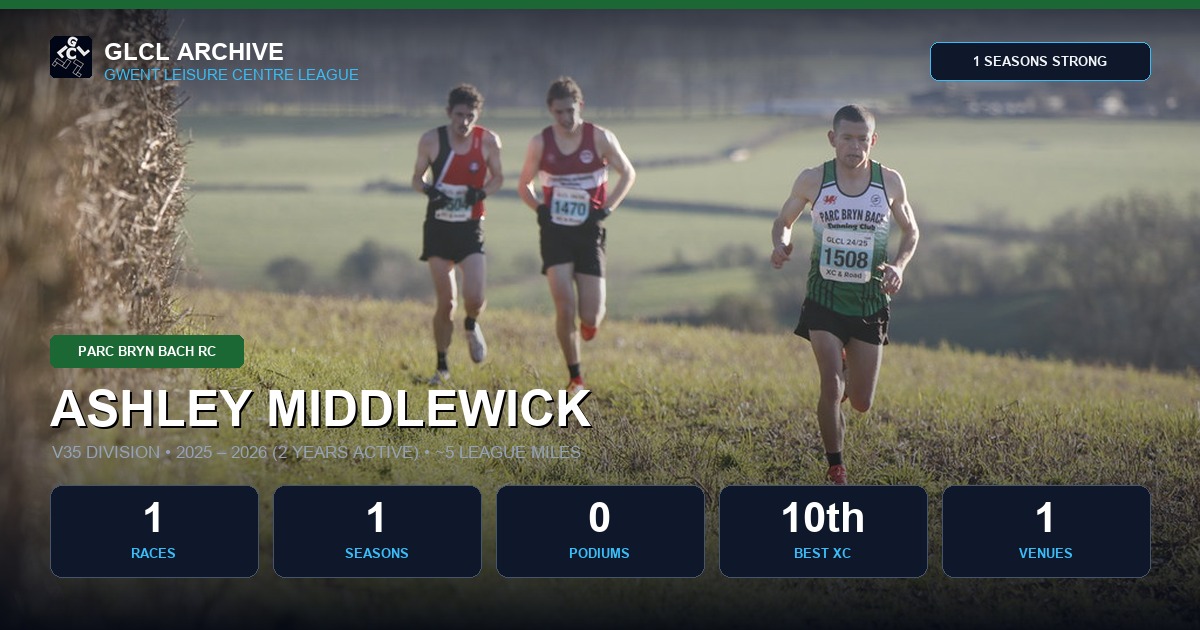 GLCL ARCHIVE
GWENT LEISURE CENTRE LEAGUE
1 SEASONS STRONG
1470
PARC BRYN BACH
Running Club
GLCL 24/25
1508
XC & Road
PARC BRYN BACH RC
ASHLEY MIDDLEWICK
V35 DIVISION • 2025 – 2026 (2 YEARS ACTIVE) • ~5 LEAGUE MILES
1
RACES
1
SEASONS
0
PODIUMS
10th
BEST XC
1
VENUES